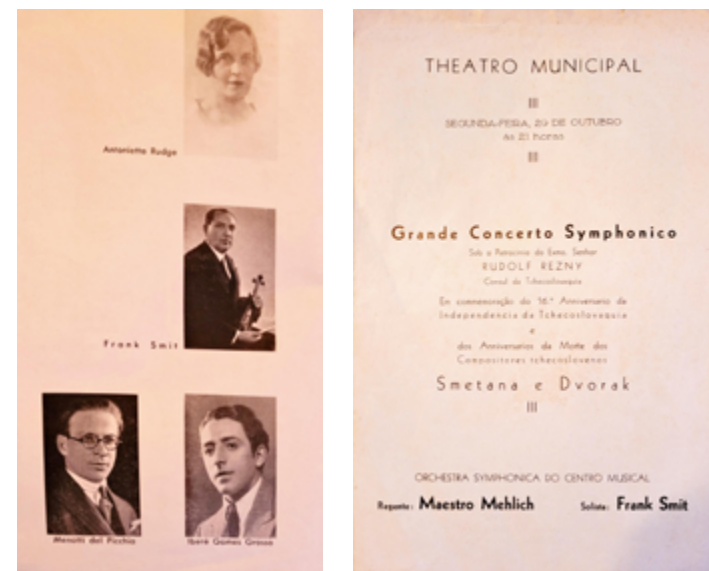 Antonietta Rudge
Frank Smit
Menotti del Picchia
Iberê Gomes Grosso
THEATRO MUNICIPAL
SEGUNDA-FEIRA, 29 DE OUTUBRO
ás 21 horas
Grande Concerto Symphonico
Sob o Patrocinio do Exmo. Senhor
RUDOLF REZNY
Consul da Tchecoslovaquia
Em commemoração do 16.º Anniversario da
Independencia da Tchecoslovaquia
e
dos Anniversarios da Morte dos
Compositores tchecoslovenos
Smetana e Dvorak
ORCHESTRA SYMPHONICA DO CENTRO MUSICAL
Regente: Maestro Mehlich Solista: Frank Smit